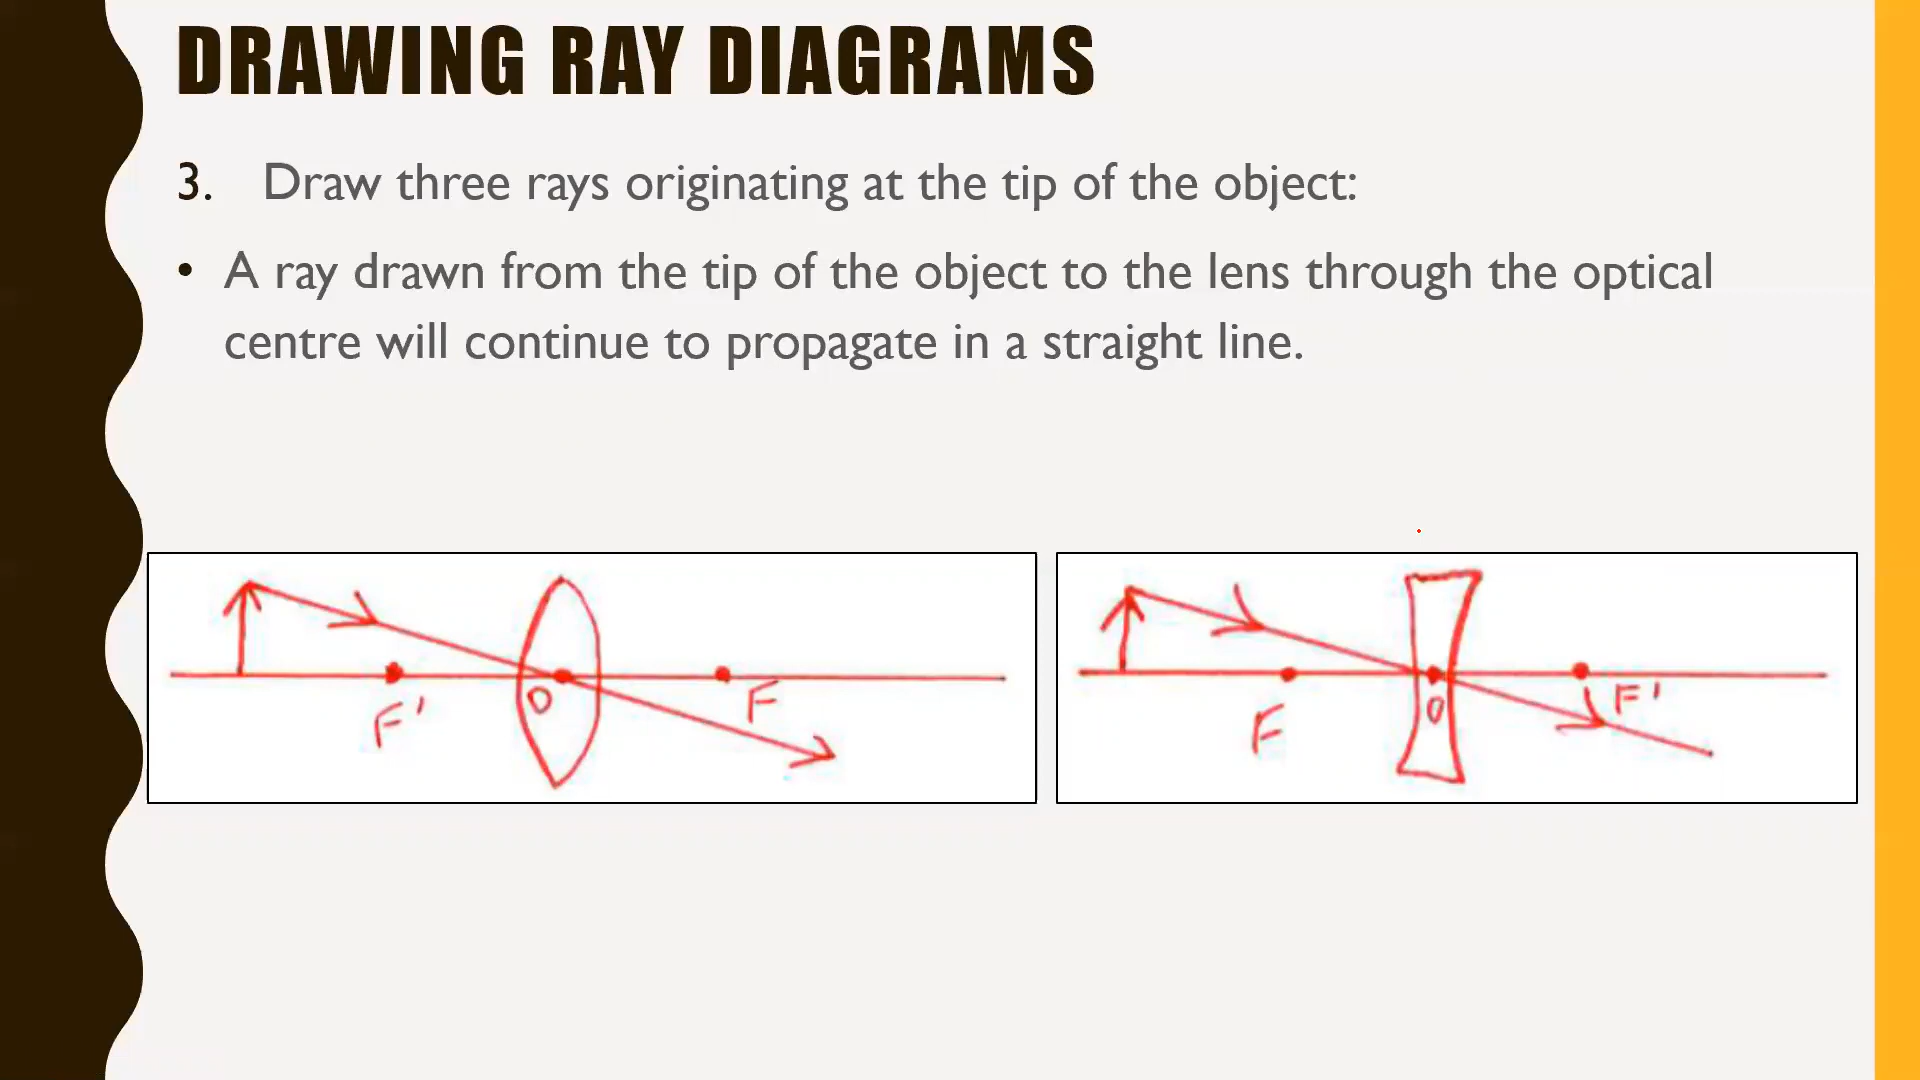 DRAWING RAY DIAGRAMS
3. Draw three rays originating at the tip of the object:
• A ray drawn from the tip of the object to the lens through the optical
centre will continue to propagate in a straight line.
F' O F
F O F'